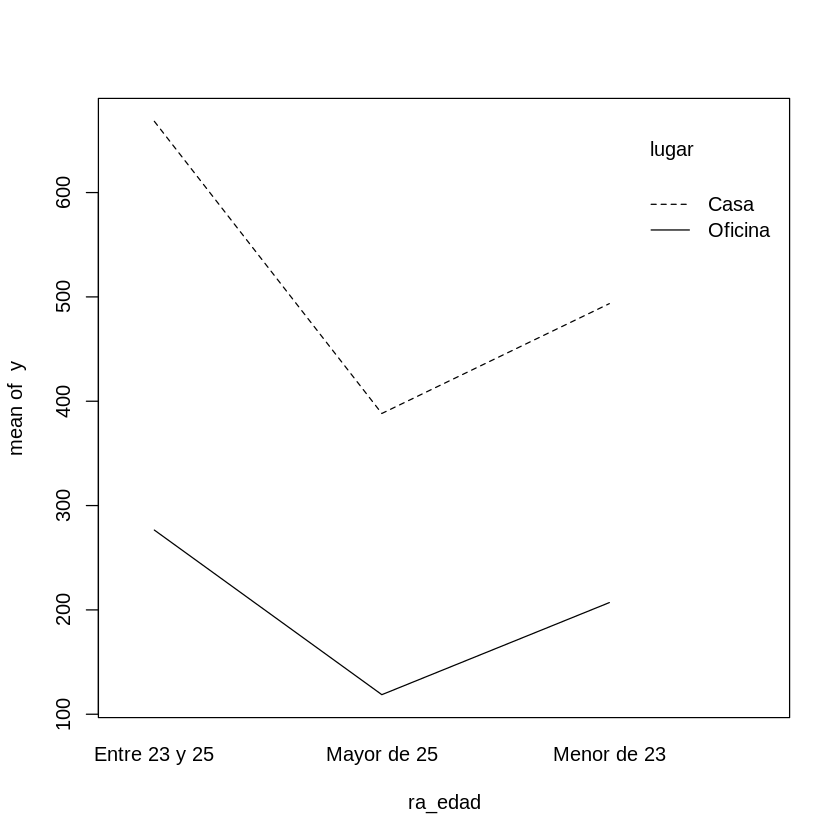 lugar
Casa
Oficina
mean of  y
600
500
400
300
200
100
Entre 23 y 25
Mayor de 25
Menor de 23
ra_edad